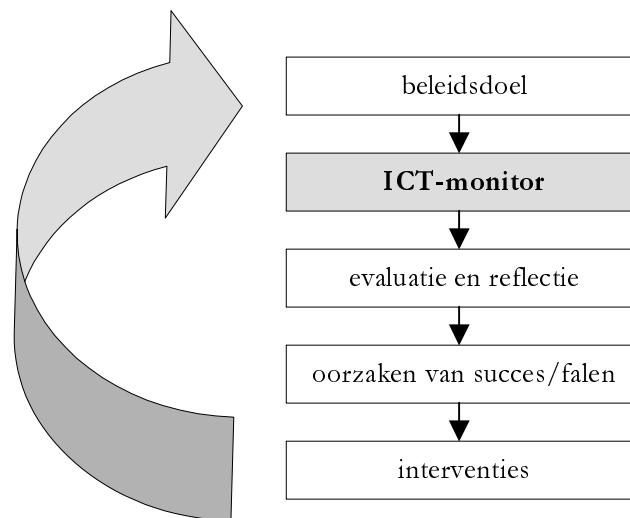 beleidsdoel
ICT-monitor
evaluatie en reflectie
oorzaken van succes/falen
interventies